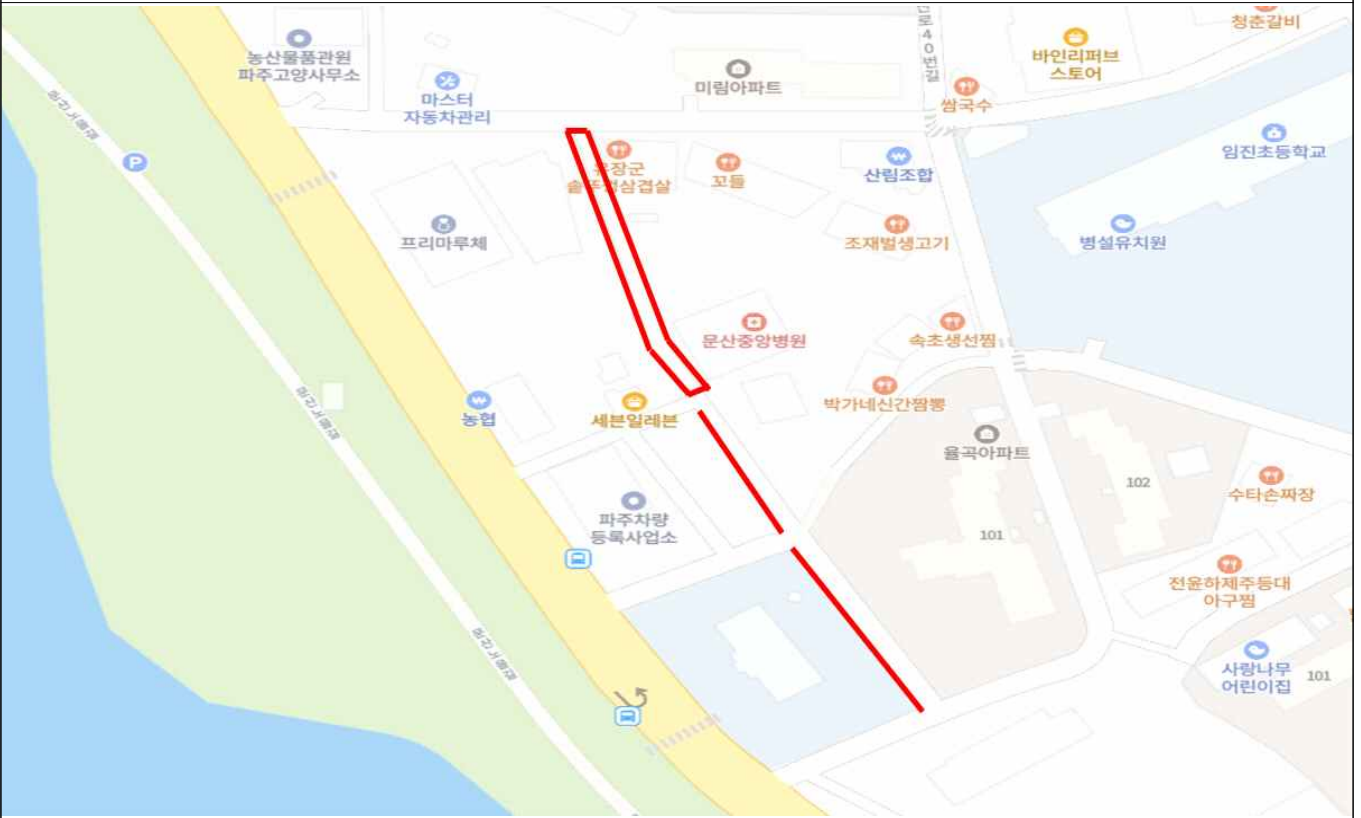 청춘갈비
로40번길
바인리퍼브
스토어
농산물품관원
파주고양사무소
마스터
자동차관리
미림아파트
쌈국수
임진초등학교
P
산림조합
꼬들
프리마루체
조재벌생고기
병설유치원
문산중앙병원
속초생선찜
박가네신간짬뽕
농협
세븐일레븐
율곡아파트
102
수타손짜장
파주차량
등록사업소
101
전윤하제주등대
아구찜
사랑나무
어린이집
101